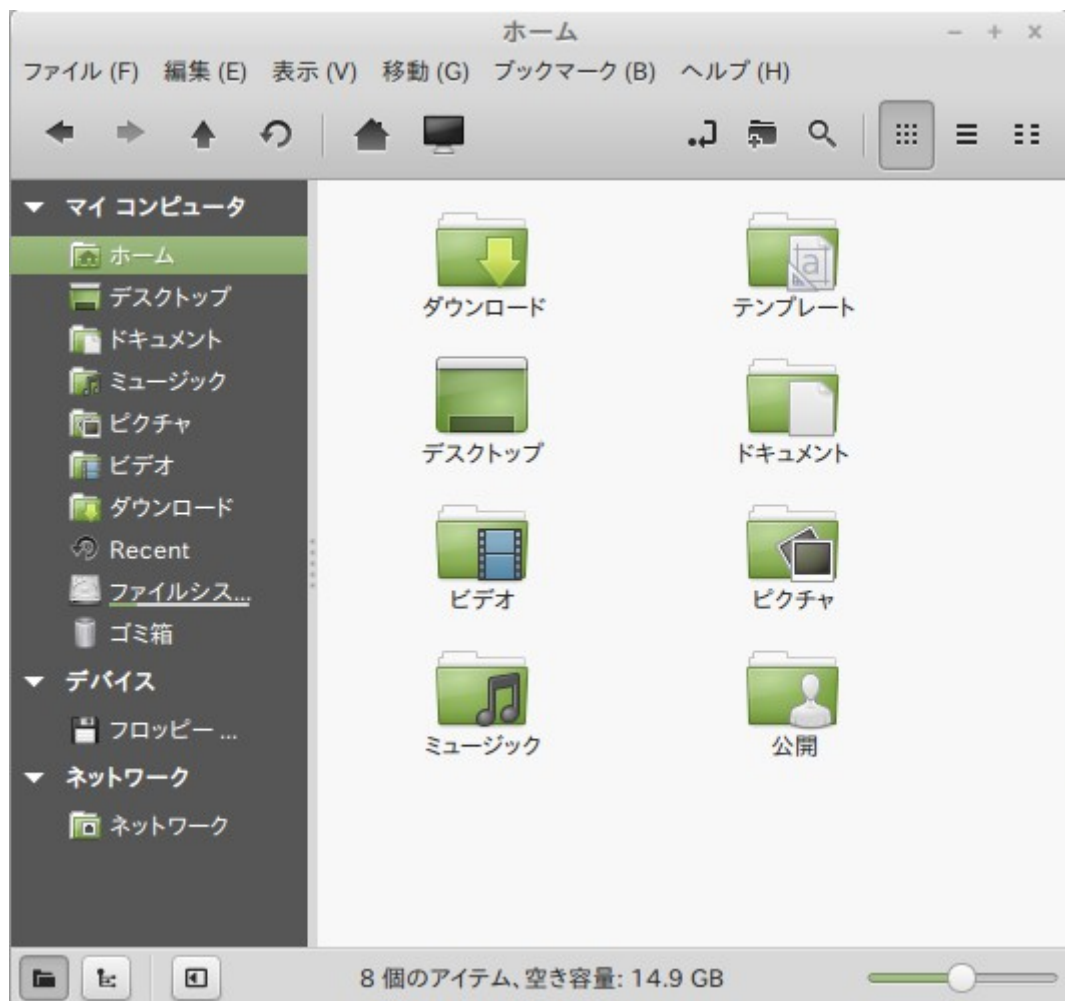 ホーム
ファイル (F) 編集 (E) 表示 (V) 移動 (G) ブックマーク (B) ヘルプ (H)
マイ コンピュータ
ホーム
デスクトップ
ドキュメント
ミュージック
ピクチャ
ビデオ
ダウンロード
Recent
ファイルシス...
ゴミ箱
デバイス
フロッピー ...
ネットワーク
ネットワーク
ダウンロード
テンプレート
デスクトップ
ドキュメント
ビデオ
ピクチャ
ミュージック
公開
8 個のアイテム、空き容量: 14.9 GB